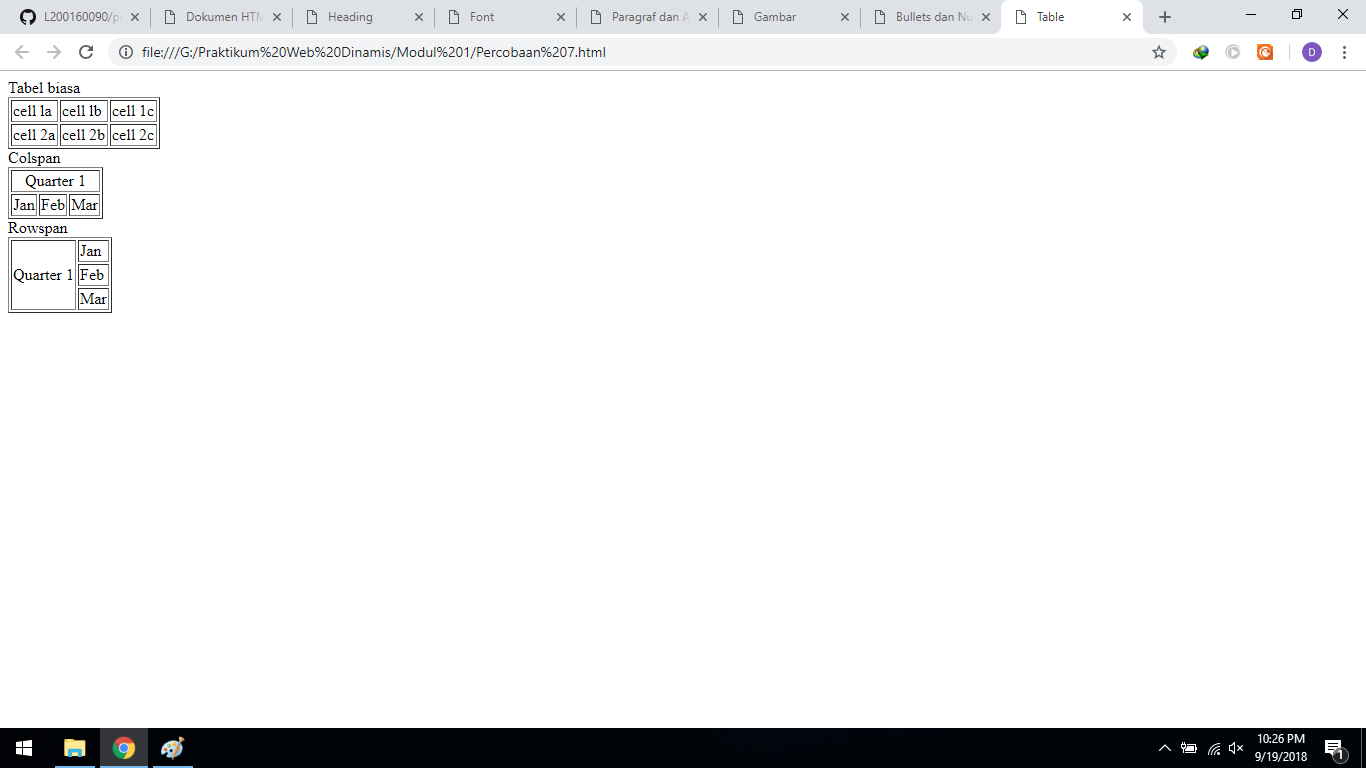 L200160090/p
Dokumen HTM
Heading
Font
Paragraf dan A
Gambar
Bullets dan Nu
Table
file:///G:/Praktikum%20Web%20Dinamis/Modul%201/Percobaan%207.html
D
Tabel biasa
cell la cell lb cell 1c
cell 2a cell 2b cell 2c
Colspan
Quarter 1
Jan Feb Mar
Rowspan
Quarter 1
Jan
Feb
Mar
10:26 PM
9/19/2018
1